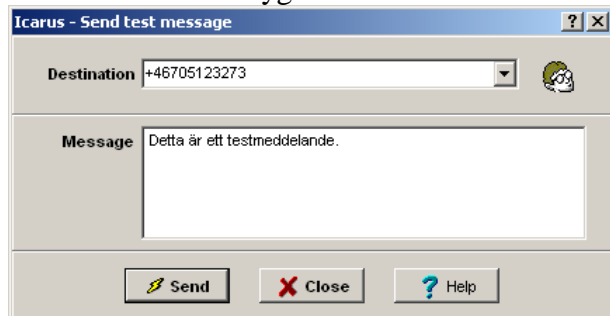 Icarus - Send test message
Destination +46705123273
Message Detta är ett testmeddelande.
Send Close ? Help